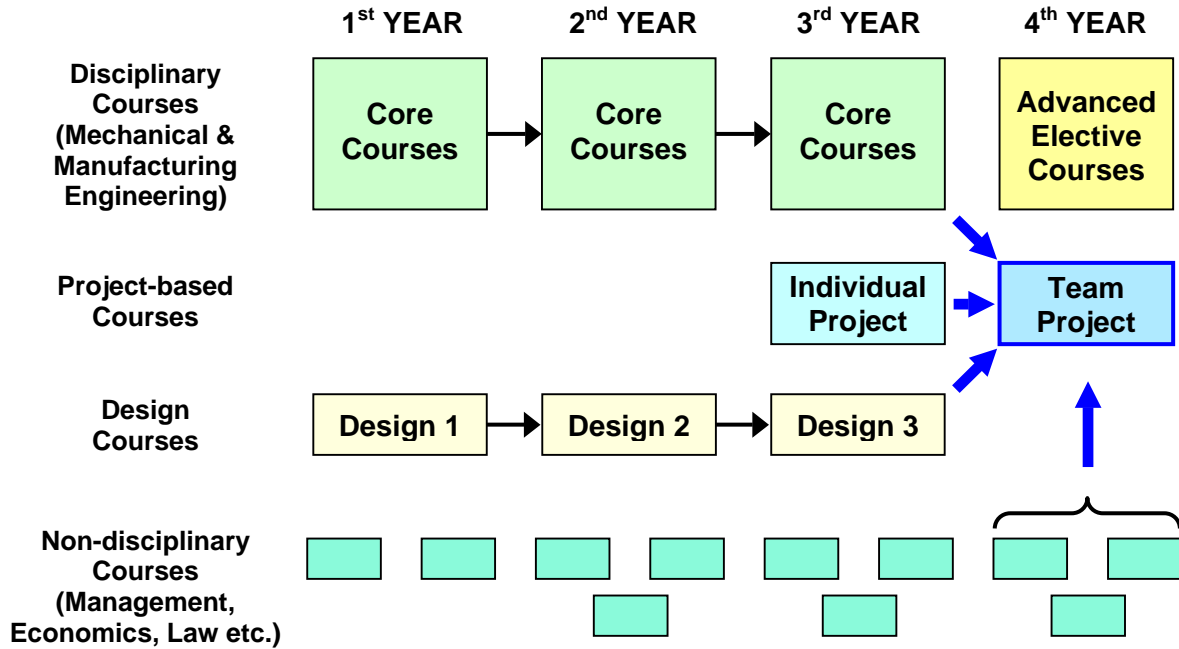 1st YEAR 2nd YEAR 3rd YEAR 4th YEAR
Disciplinary
Courses
(Mechanical &
Manufacturing
Engineering)
Core
Courses
Core
Courses
Core
Courses
Advanced
Elective
Courses
Project-based
Courses
Individual
Project
Team
Project
Design
Courses
Design 1
Design 2
Design 3
Non-disciplinary
Courses
(Management,
Economics, Law etc.)